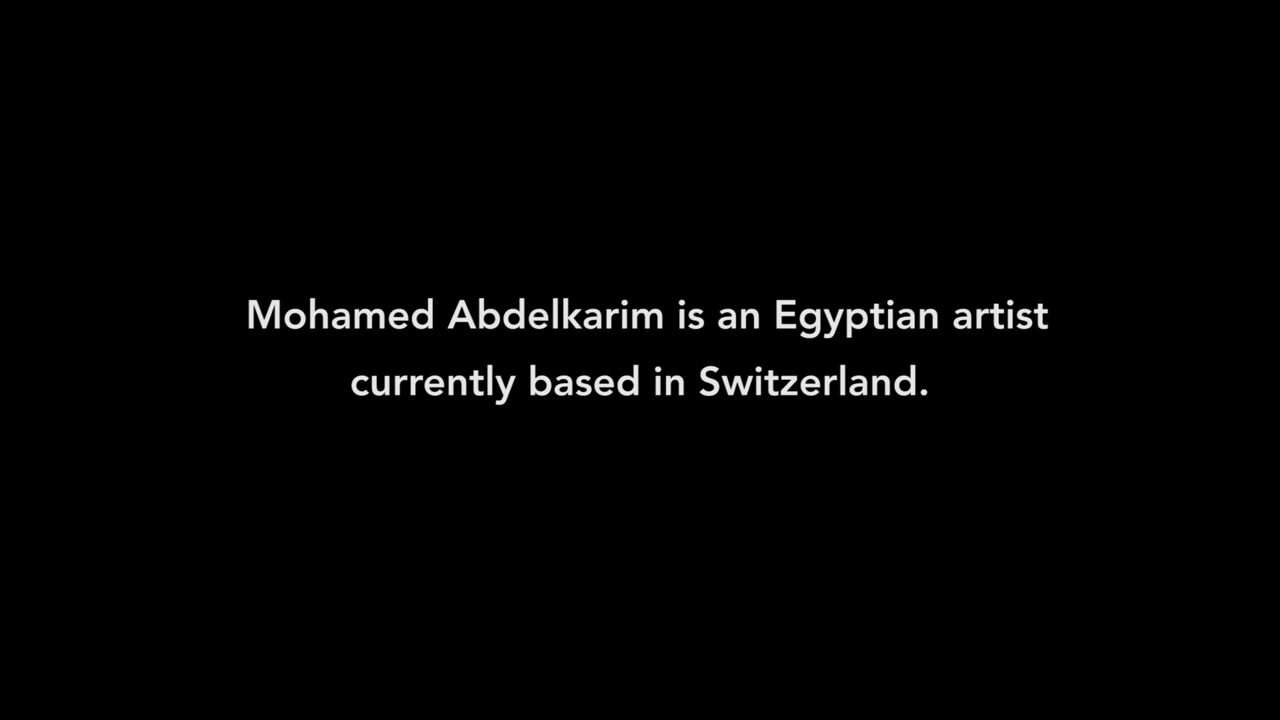 Mohamed Abdelkarim is an Egyptian artist
currently based in Switzerland.